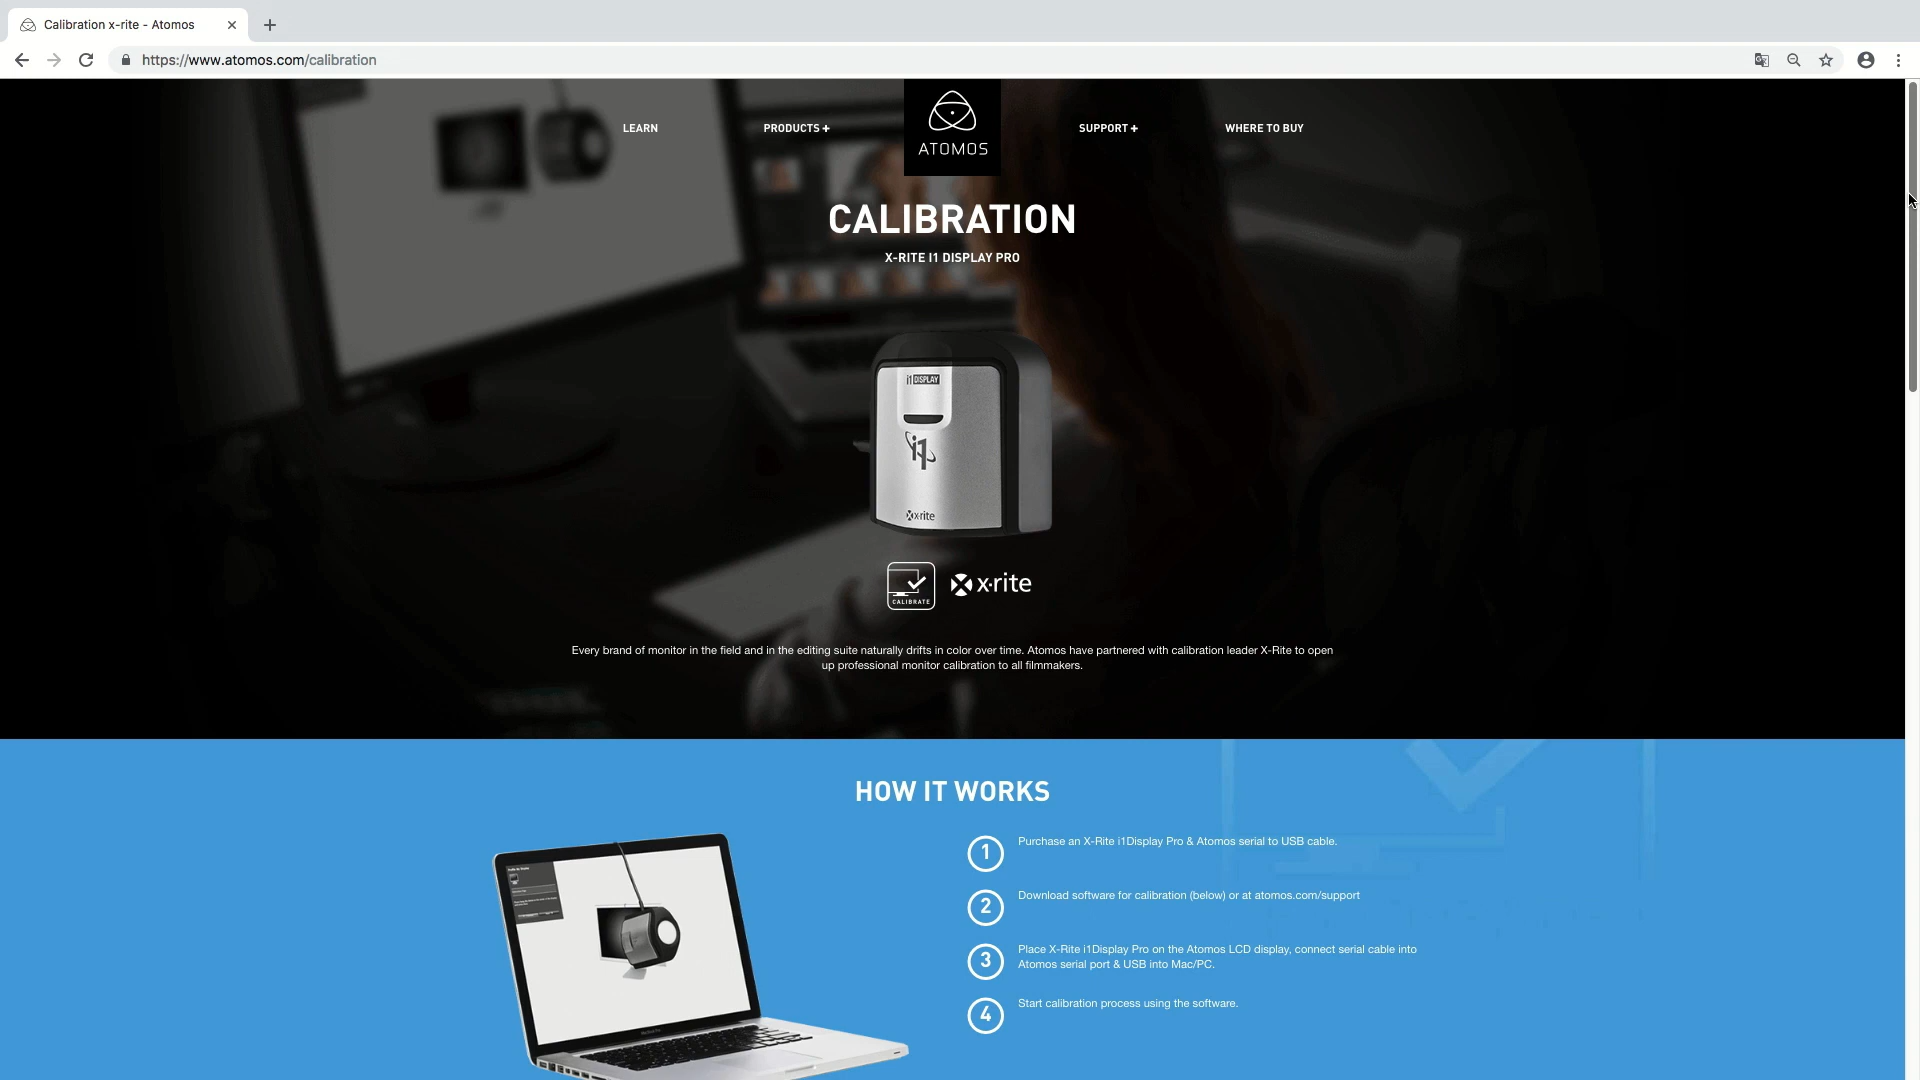 Calibration x-rite - Atomos
https://www.atomos.com/calibration
LEARN
PRODUCTS +
ATOMOS
SUPPORT +
WHERE TO BUY
CALIBRATION
X-RITE I1 DISPLAY PRO
i1 DISPLAY
i1
x-rite
CALIBRATE
x·rite
Every brand of monitor in the field and in the editing suite naturally drifts in color over time. Atomos have partnered with calibration leader X-Rite to open
up professional monitor calibration to all filmmakers.
HOW IT WORKS
1
Purchase an X-Rite i1Display Pro & Atomos serial to USB cable.
2
Download software for calibration (below) or at atomos.com/support
3
Place X-Rite i1Display Pro on the Atomos LCD display, connect serial cable into
Atomos serial port & USB into Mac/PC.
4
Start calibration process using the software.